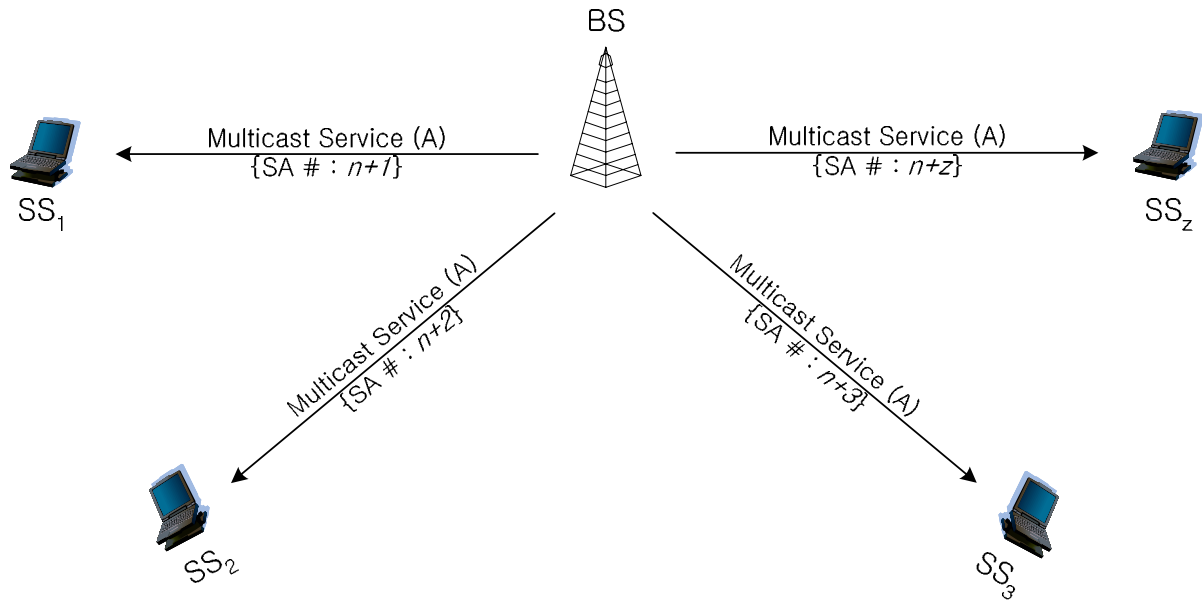 BS
Multicast Service (A)
{SA # : n+1}
SS1
Multicast Service (A)
{SA # : n+z}
SSz
Multicast Service (A)
{SA # : n+2}
SS2
Multicast Service (A)
{SA # : n+3}
SS3